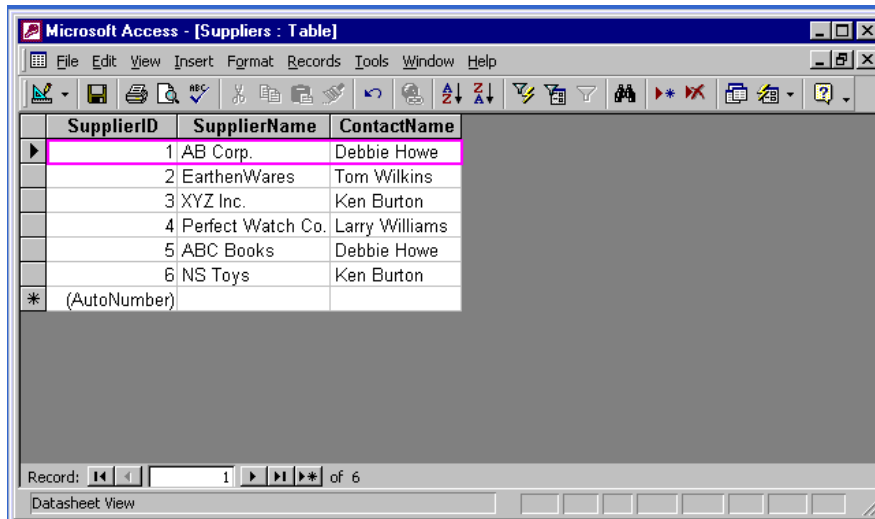 Microsoft Access - [Suppliers : Table]
File Edit View Insert Format Records Tools Window Help
ABC
SupplierID SupplierName ContactName
1 AB Corp. Debbie Howe
2 EarthenWares Tom Wilkins
3 XYZ Inc. Ken Burton
4 Perfect Watch Co. Larry Williams
5 ABC Books Debbie Howe
6 NS Toys Ken Burton
(AutoNumber)
Record: 1 of 6
Datasheet View